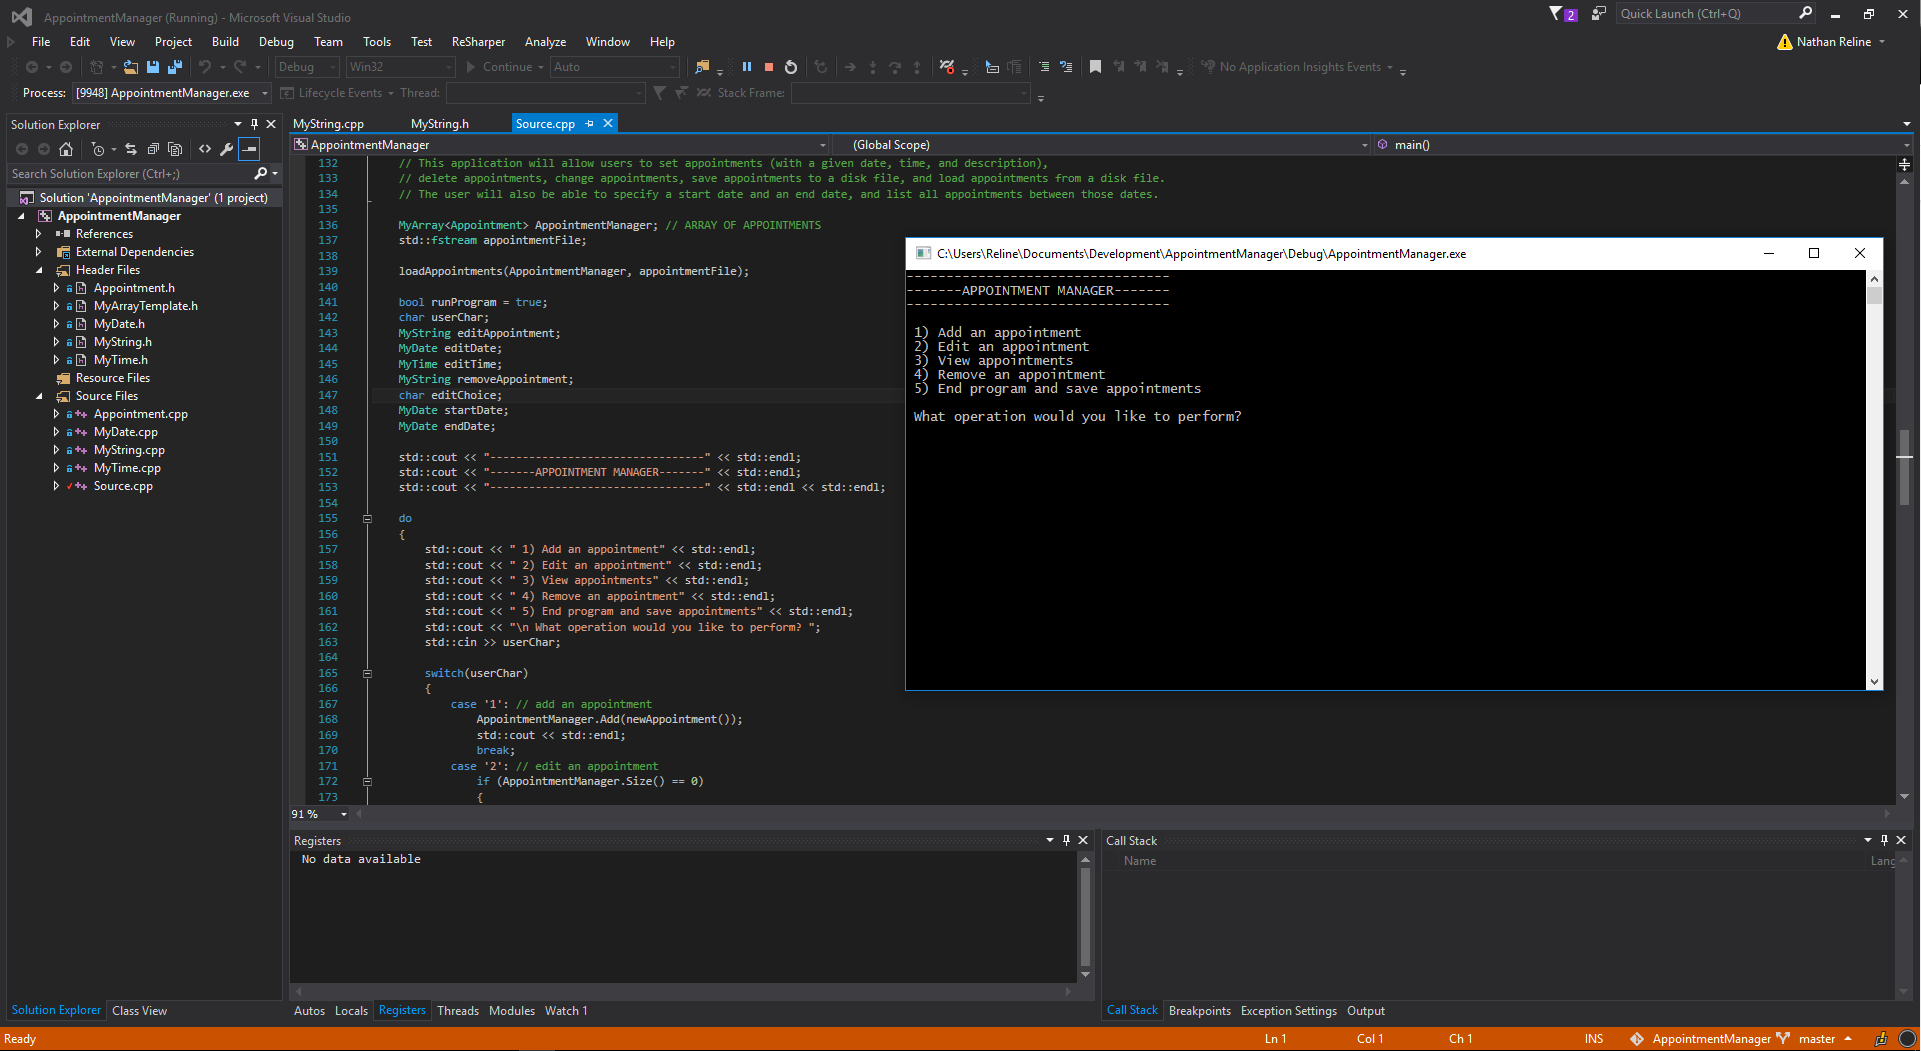 AppointmentManager (Running) - Microsoft Visual Studio
2
Quick Launch (Ctrl+Q)
File Edit View Project Build Debug Team Tools Test ReSharper Analyze Window Help
Nathan Reline
Debug Win32 Continue Auto No Application Insights Events
Process: [9948] AppointmentManager.exe Lifecycle Events Thread: Stack Frame:
Solution Explorer
Search Solution Explorer (Ctrl+;)
Solution 'AppointmentManager' (1 project)
AppointmentManager
References
External Dependencies
Header Files
Appointment.h
MyArrayTemplate.h
MyDate.h
MyString.h
MyTime.h
Resource Files
Source Files
Appointment.cpp
MyDate.cpp
MyString.cpp
MyTime.cpp
Source.cpp
Solution Explorer Class View
MyString.cpp MyString.h Source.cpp
AppointmentManager (Global Scope) main()
132 // This application will allow users to set appointments (with a given date, time, and description),
133 // delete appointments, change appointments, save appointments to a disk file, and load appointments from a disk file.
134 // The user will also be able to specify a start date and an end date, and list all appointments between those dates.
135
136 MyArray<Appointment> AppointmentManager; // ARRAY OF APPOINTMENTS
137 std::fstream appointmentFile;
138
139 loadAppointments(AppointmentManager, appointmentFile);
140
141 bool runProgram = true;
142 char userChar;
143 MyString editAppointment;
144 MyDate editDate;
145 MyTime editTime;
146 MyString removeAppointment;
147 char editChoice;
148 MyDate startDate;
149 MyDate endDate;
150
151 std::cout << "---------------------------------" << std::endl;
152 std::cout << "-------APPOINTMENT MANAGER-------" << std::endl;
153 std::cout << "---------------------------------" << std::endl << std::endl;
154
155 do
156 {
157 std::cout << " 1) Add an appointment" << std::endl;
158 std::cout << " 2) Edit an appointment" << std::endl;
159 std::cout << " 3) View appointments" << std::endl;
160 std::cout << " 4) Remove an appointment" << std::endl;
161 std::cout << " 5) End program and save appointments" << std::endl;
162 std::cout << "\n What operation would you like to perform? ";
163 std::cin >> userChar;
164
165 switch(userChar)
166 {
167 case '1': // add an appointment
168 AppointmentManager.Add(newAppointment());
169 std::cout << std::endl;
170 break;
171 case '2': // edit an appointment
172 if (AppointmentManager.Size() == 0)
173 {
91 %
C:\Users\Reline\Documents\Development\AppointmentManager\Debug\AppointmentManager.exe
---------------------------------
-------APPOINTMENT MANAGER-------
---------------------------------
1) Add an appointment
2) Edit an appointment
3) View appointments
4) Remove an appointment
5) End program and save appointments
What operation would you like to perform?
Registers
No data available
Autos Locals Registers Threads Modules Watch 1
Call Stack
Name Lang
Call Stack Breakpoints Exception Settings Output
Ready Ln 1 Col 1 Ch 1 INS AppointmentManager master